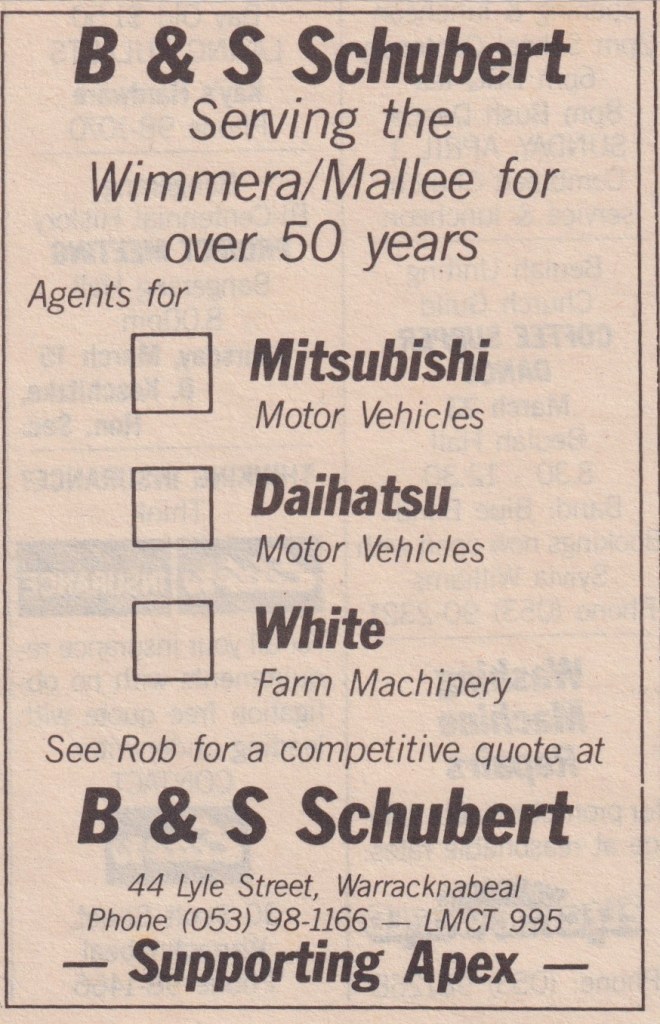 B & S Schubert
Serving the
Wimmera/Mallee for
over 50 years
Agents for
Mitsubishi
Motor Vehicles
Daihatsu
Motor Vehicles
White
Farm Machinery
See Rob for a competitive quote at
B & S Schubert
44 Lyle Street, Warracknabeal
Phone (053) 98-1166 — LMCT 995
— Supporting Apex —